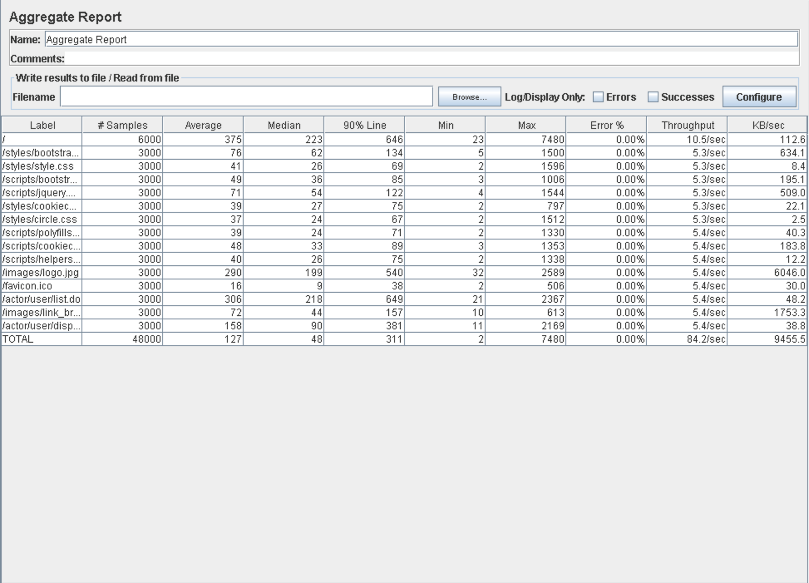 Aggregate Report
Name: Aggregate Report
Comments:
Write results to file / Read from file
Filename Browse... Log/Display Only: Errors Successes Configure
Label # Samples Average Median 90% Line Min Max Error % Throughput KB/sec
/ 6000 375 223 646 23 7480 0.00% 10.5/sec 112.6
/styles/bootstra... 3000 76 62 134 5 1500 0.00% 5.3/sec 634.1
/styles/style.css 3000 41 26 69 2 1596 0.00% 5.3/sec 8.4
/scripts/bootstr... 3000 49 36 85 3 1006 0.00% 5.3/sec 195.1
/scripts/jquery.... 3000 71 54 122 4 1544 0.00% 5.3/sec 509.0
/styles/cookiec... 3000 39 27 75 2 797 0.00% 5.3/sec 22.1
/styles/circle.css 3000 37 24 67 2 1512 0.00% 5.3/sec 2.5
/scripts/polyfills... 3000 39 24 71 2 1330 0.00% 5.4/sec 40.3
/scripts/cookiec... 3000 48 33 89 3 1353 0.00% 5.4/sec 183.8
/scripts/helpers... 3000 40 26 75 2 1338 0.00% 5.4/sec 12.2
/images/logo.jpg 3000 290 199 540 32 2589 0.00% 5.4/sec 6046.0
/favicon.ico 3000 16 9 38 2 506 0.00% 5.4/sec 30.0
/actor/user/list.do 3000 306 218 649 21 2367 0.00% 5.4/sec 48.2
/images/link_br... 3000 72 44 157 10 613 0.00% 5.4/sec 1753.3
/actor/user/disp... 3000 158 90 381 11 2169 0.00% 5.4/sec 38.8
TOTAL 48000 127 48 311 2 7480 0.00% 84.2/sec 9455.5